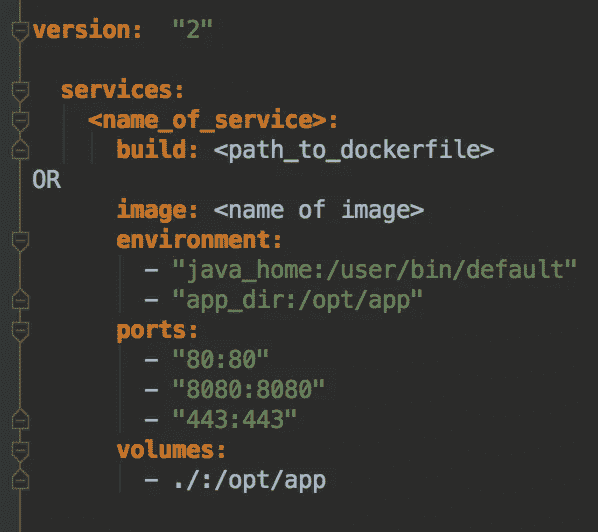 version:  "2"
services:
<name_of_service>:
build: <path_to_dockerfile>
OR
image: <name of image>
environment:
- "java_home:/user/bin/default"
- "app_dir:/opt/app"
ports:
- "80:80"
- "8080:8080"
- "443:443"
volumes:
- ./:/opt/app